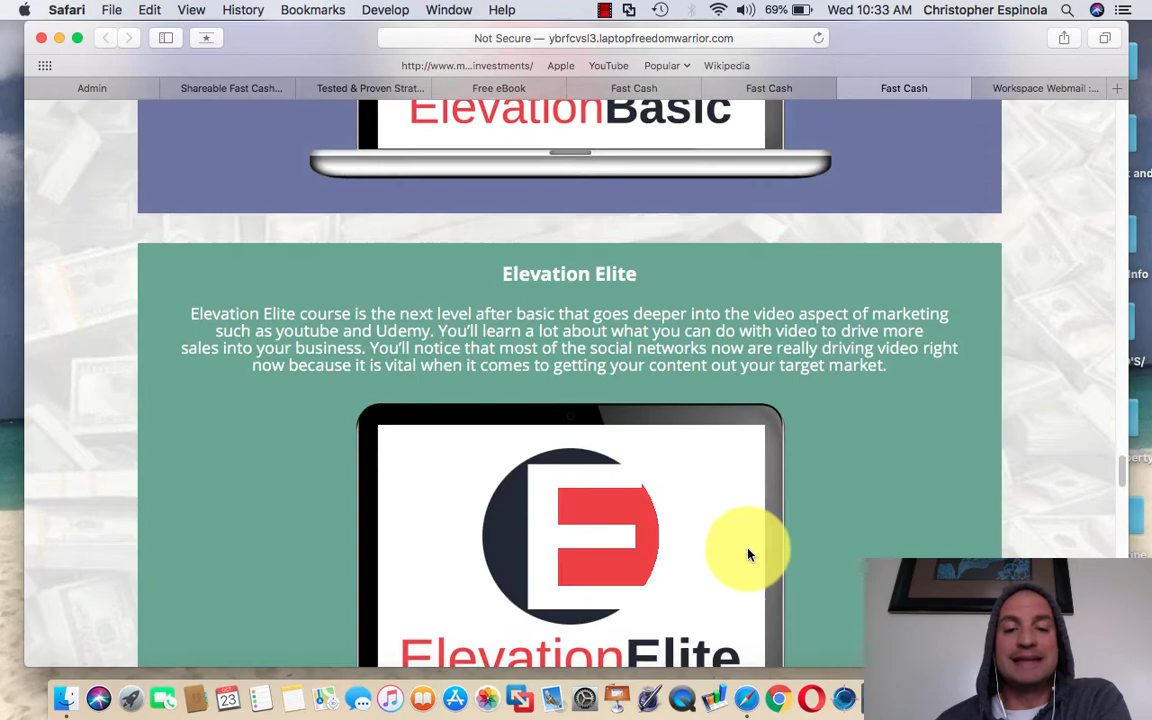 Safari File Edit View History Bookmarks Develop Window Help 69% Wed 10:33 AM Christopher Espinola
Not Secure — ybrfcvsl3.laptopfreedomwarrior.com
http://www.m...investments/ Apple YouTube Popular Wikipedia
Admin Shareable Fast Cash... Tested & Proven Strat... Free eBook Fast Cash Fast Cash Fast Cash Workspace Webmail :...
ElevationBasic
Elevation Elite
Elevation Elite course is the next level after basic that goes deeper into the video aspect of marketing
such as youtube and Udemy. You'll learn a lot about what you can do with video to drive more
sales into your business. You'll notice that most of the social networks now are really driving video right
now because it is vital when it comes to getting your content out your target market.
E
ElevationElite
k and
Info
O'S/
perty
OCT
23